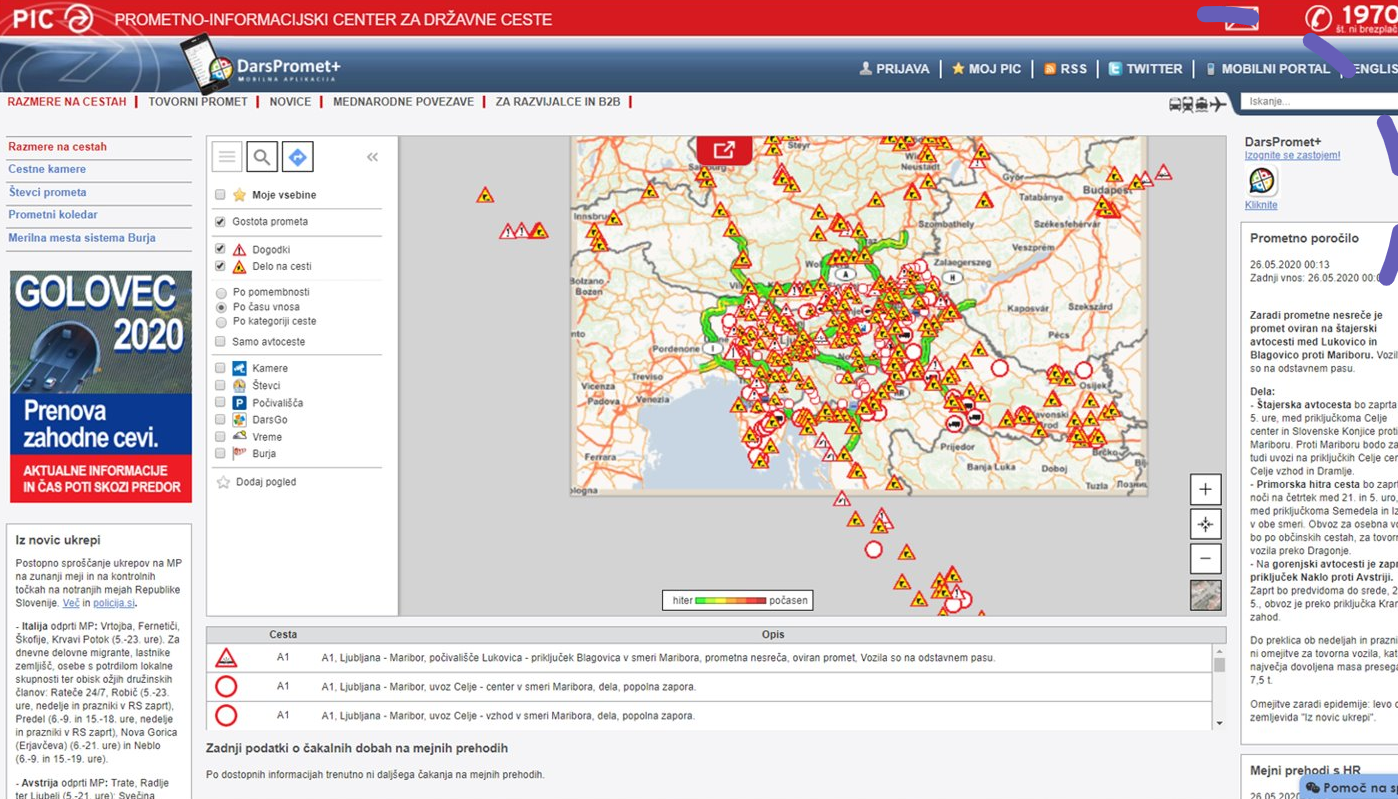 PIC
PROMETNO-INFORMACIJSKI CENTER ZA DRŽAVNE CESTE
1970
št. ni brezplač
DarsPromet+
MOBILNA APLIKACIJA
PRIJAVA
MOJ PIC
RSS
TWITTER
MOBILNI PORTAL
ENGLIS
RAZMERE NA CESTAH
TOVORNI PROMET
NOVICE
MEDNARODNE POVEZAVE
ZA RAZVIJALCE IN B2B
Iskanje...
Razmere na cestah
Cestne kamere
Števci prometa
Prometni koledar
Merilna mesta sistema Burja
GOLOVEC
2020
Prenova
zahodne cevi.
AKTUALNE INFORMACIJE
IN ČAS POTI SKOZI PREDOR
Iz novic ukrepi
Postopno sproščanje ukrepov na MP
na zunanji meji in na kontrolnih
točkah na notranjih mejah Republike
Slovenije. Več in policija.si.
- Italija odprti MP: Vrtojba, Fernetiči,
Škofije, Krvavi Potok (5.-23. ure). Za
dnevne delovne migrante, lastnike
zemljišč, osebe s potrdilom lokalne
skupnosti ter obisk ožjih družinskih
članov: Rateče 24/7, Robič (5.-23.
ure, nedelje in prazniki v RS zaprt),
Predel (6.-9. in 15.-18. ure, nedelje
in prazniki v RS zaprt), Nova Gorica
(Erjavčeva) (6.-21. ure) in Neblo
(6.-9. in 15.-19. ure).
- Avstrija odprti MP: Trate, Radlje
ter Ljubelj (5.-21. ure); Svečina
«
Moje vsebine
Gostota prometa
Dogodki
Delo na cesti
Po pomembnosti
Po času vnosa
Po kategoriji ceste
Samo avtoceste
Kamere
Števci
Počivališča
DarsGo
Vreme
Burja
Dodaj pogled
Steyr
Neustadt
Győr
Budapest
Tatabánya
Innsbru
Szombathely
Székesfehérvár
Veszprém
Zalaegerszeg
Bolzano -
Bozen
A
H
Kaposvár
Szekszárd
Pécs
Pordenone
I
Treviso
Vicenza
Padova
Venezia
HR
Osijek
Ferrara
Prijedor
Banja Luka
Doboj
Brčko
Tuzla
+
−
hiter
počasen
Cesta
Opis
A1
A1, Ljubljana - Maribor, počivališče Lukovica - priključek Blagovica v smeri Maribora, prometna nesreča, oviran promet, Vozila so na odstavnem pasu.
A1
A1, Ljubljana - Maribor, uvoz Celje - center v smeri Maribora, dela, popolna zapora.
A1
A1, Ljubljana - Maribor, uvoz Celje - vzhod v smeri Maribora, dela, popolna zapora.
Zadnji podatki o čakalnih dobah na mejnih prehodih
Po dostopnih informacijah trenutno ni daljšega čakanja na mejnih prehodih.
DarsPromet+
Izognite se zastojem!
Kliknite
Prometno poročilo
26.05.2020 00:13
Zadnji vnos: 26.05.2020 00:0
Zaradi prometne nesreče je
promet oviran na štajerski
avtocesti med Lukovico in
Blagovico proti Mariboru. Vozil
so na odstavnem pasu.
Dela:
- Štajerska avtocesta bo zaprta
5. ure, med priključkoma Celje
center in Slovenske Konjice proti
Mariboru. Proti Mariboru bodo za
tudi uvozi na priključkih Celje cen
Celje vzhod in Dramlje.
- Primorska hitra cesta bo zaprt
noči na četrtek med 21. in 5. uro,
med priključkoma Semedela in Iz
v obe smeri. Obvoz za osebna vo
bo po občinskih cestah, za tovorn
vozila preko Dragonje.
- Na gorenjski avtocesti je zapr
priključek Naklo proti Avstriji.
Zaprt bo predvidoma do srede, 2
5., obvoz je preko priključka Kran
zahod.
Do preklica ob nedeljah in prazni
ni omejitve za tovorna vozila, kat
največja dovoljena masa presega
7,5 t.
Omejitve zaradi epidemije: levo o
zemljevida "Iz novic ukrepi".
Mejni prehodi s HR
26.05.2020
Pomoč na s